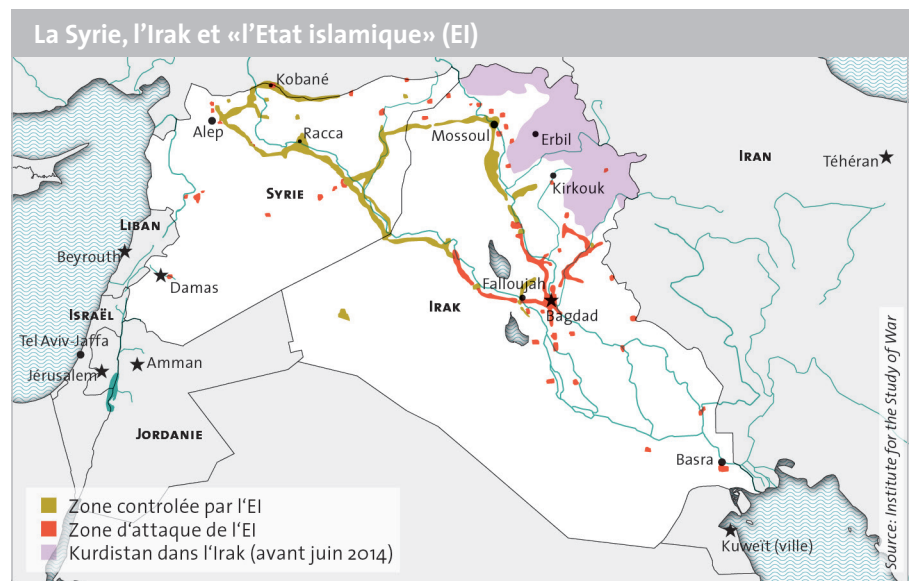 La Syrie, l'Irak et «l'Etat islamique» (EI)
Kobané
Alep
Racca
Mossoul
Erbil
Kirkouk
IRAN
Téhéran
SYRIE
LIBAN
Beyrouth
Damas
Falloujah
IRAK
Bagdad
ISRAËL
Tel Aviv-Jaffa
Jérusalem
Amman
JORDANIE
Basra
Kuweït (ville)
Zone controlée par l‘EI
Zone d‘attaque de l‘EI
Kurdistan dans l‘Irak (avant juin 2014)
Source: Institute for the Study of War